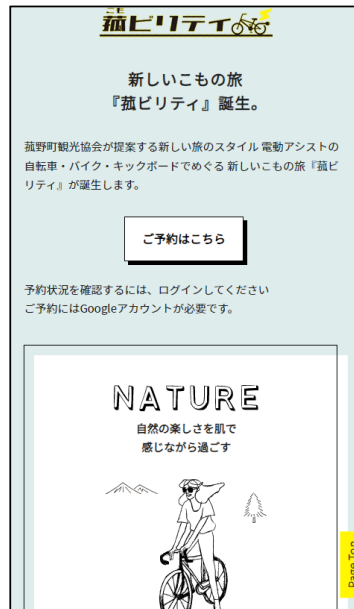 コモ
菰ビリティ
新しいこもの旅
『菰ビリティ』誕生。
菰野町観光協会が提案する新しい旅のスタイル 電動アシストの
自転車・バイク・キックボードでめぐる 新しいこもの旅『菰ビ
リティ』が誕生します。
ご予約はこちら
予約状況を確認するには、ログインしてください
ご予約にはGoogleアカウントが必要です。
NATURE
自然の楽しさを肌で
感じながら過ごす
Page Top